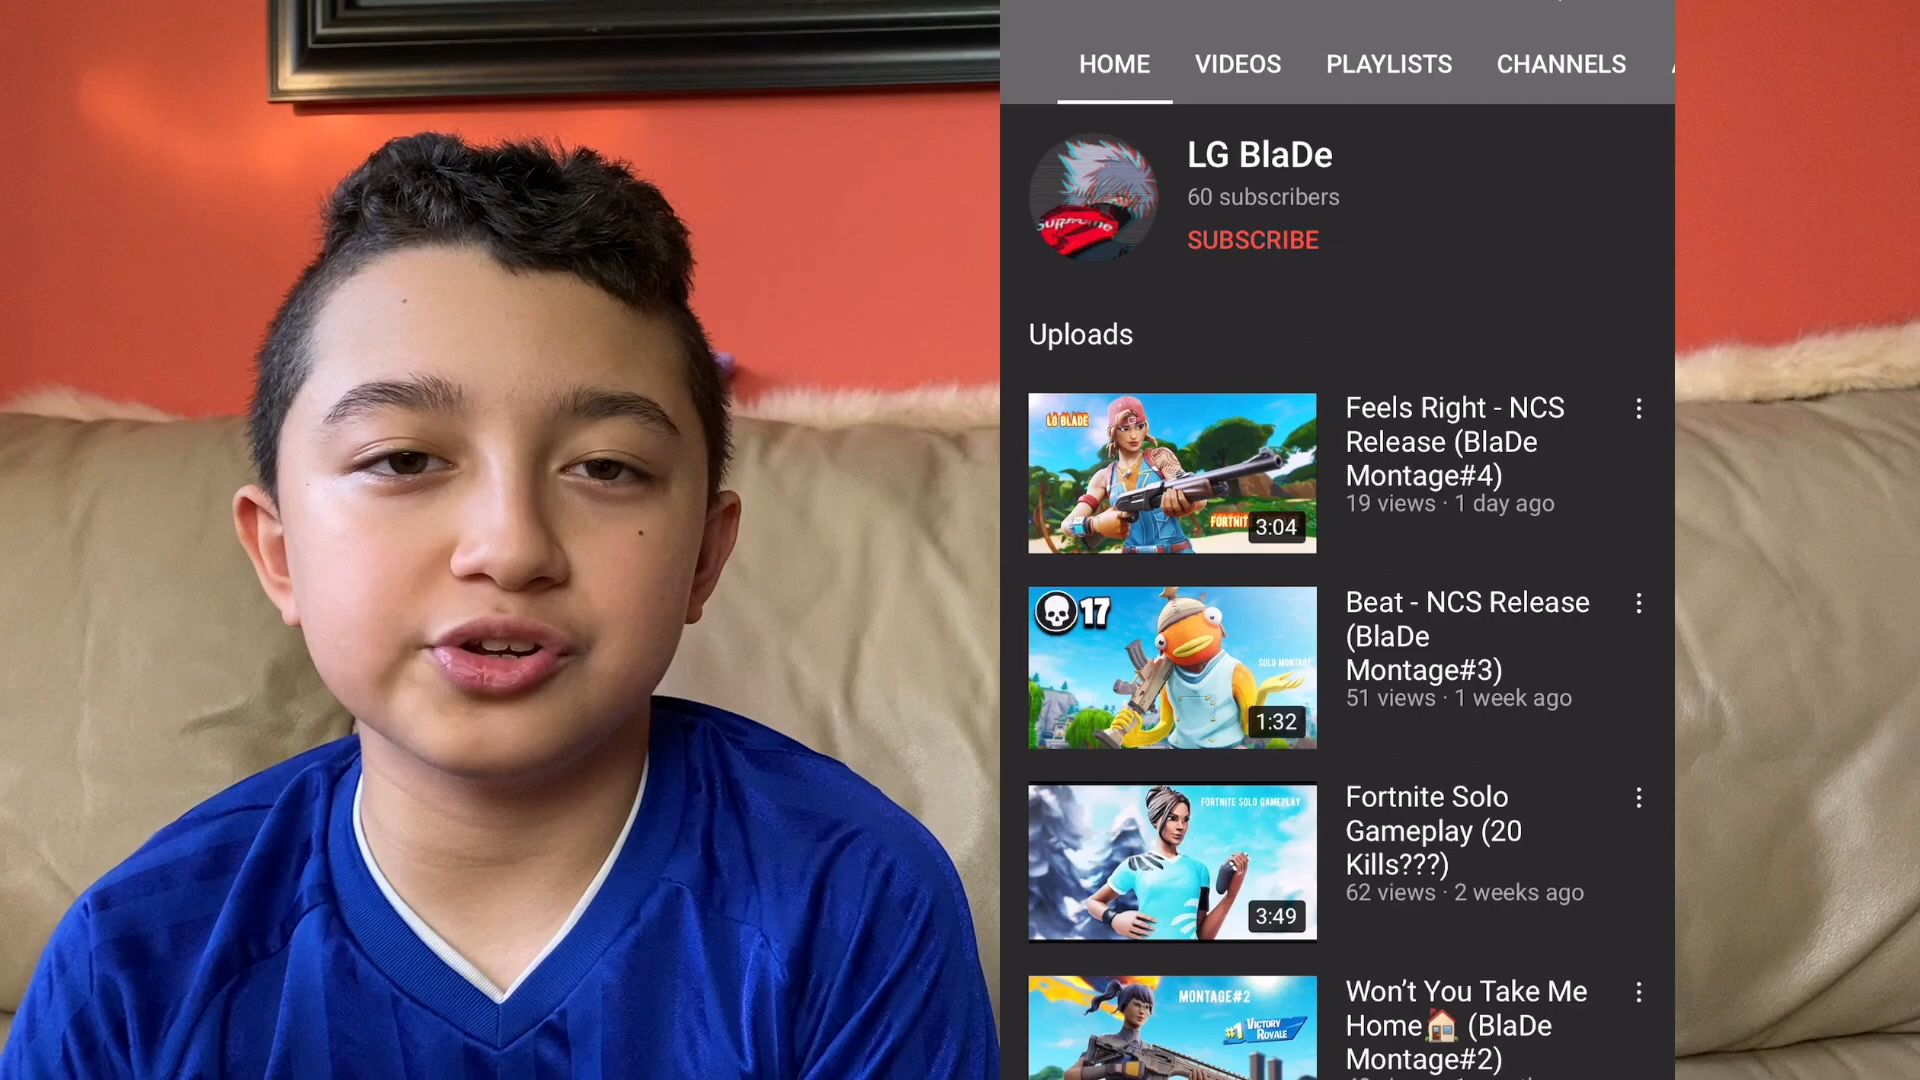 HOME VIDEOS PLAYLISTS CHANNELS
LG BlaDe
60 subscribers
SUBSCRIBE
Supreme
Uploads
LG BLADE
3:04
Feels Right - NCS
Release (BlaDe
Montage#4)
19 views · 1 day ago
17
SOLO MONTAGE
1:32
Beat - NCS Release
(BlaDe
Montage#3)
51 views · 1 week ago
FORTNITE SOLO GAMEPLAY
3:49
Fortnite Solo
Gameplay (20
Kills???)
62 views · 2 weeks ago
MONTAGE#2
#1 VICTORY
ROYALE
Won’t You Take Me
Home🏠 (BlaDe
Montage#2)